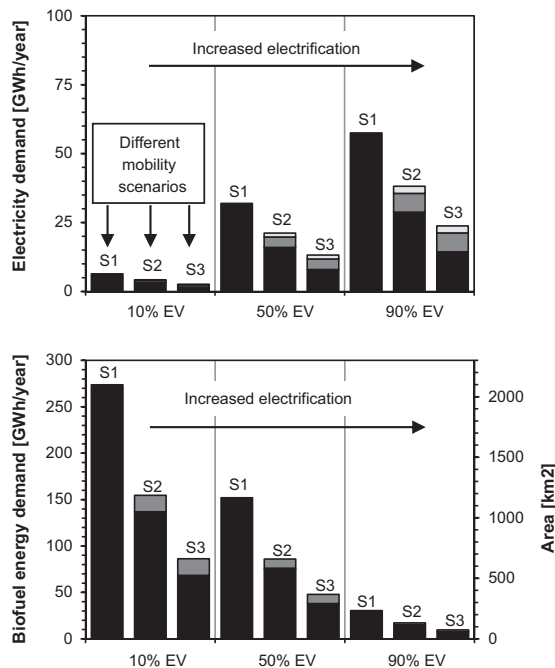 Electricity demand [GWh/year]
100
75
50
25
0
Increased electrification
Different
mobility
scenarios
S1
S2
S3
S1
S2
S3
S1
S2
S3
10% EV
50% EV
90% EV
Biofuel energy demand [GWh/year]
300
250
200
150
100
50
0
Increased electrification
S1
S2
S3
S1
S2
S3
S1
S2
S3
2000
1500
1000
500
0
Area [km2]
10% EV
50% EV
90% EV